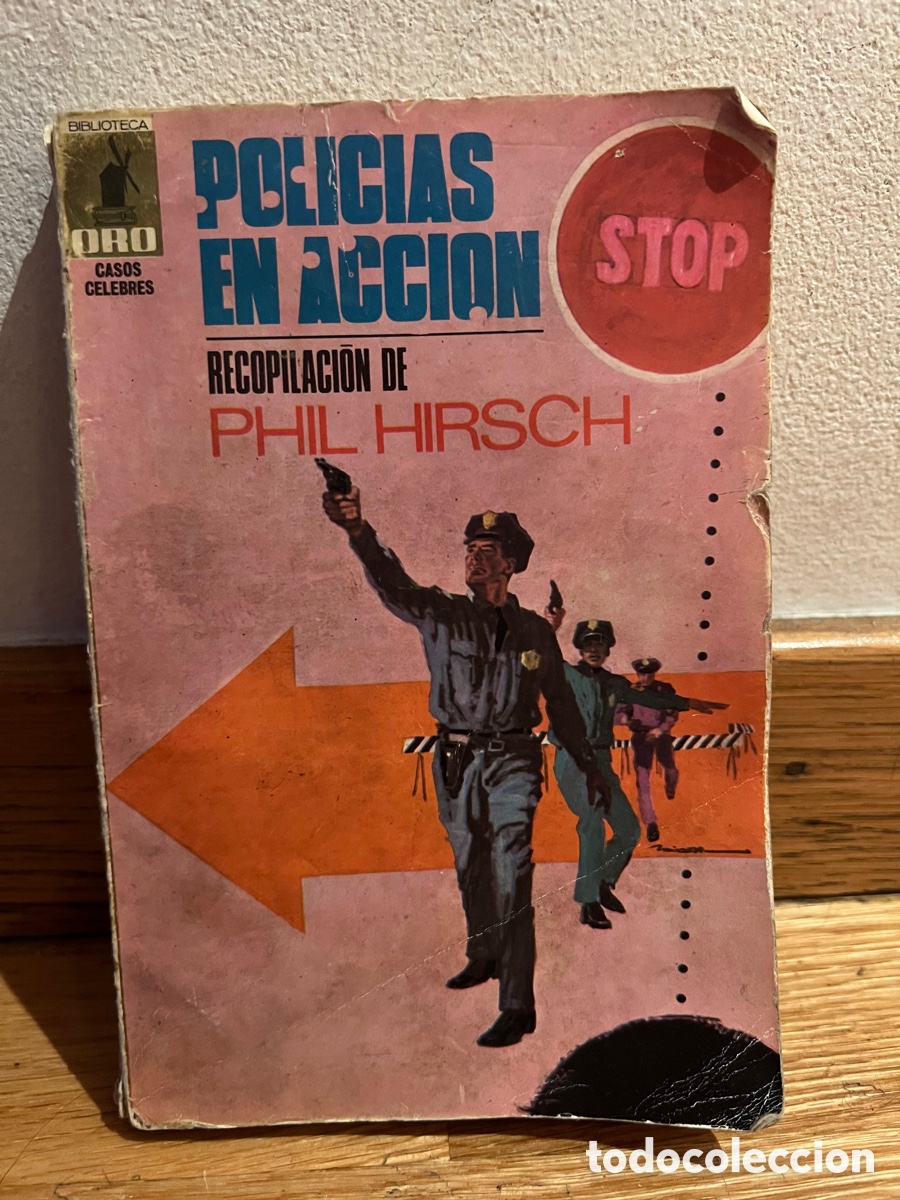 BIBLIOTECA
ORO
CASOS
CELEBRES
POLICIAS
EN ACCION
STOP
RECOPILACIÓN DE
PHIL HIRSCH
todocoleccion